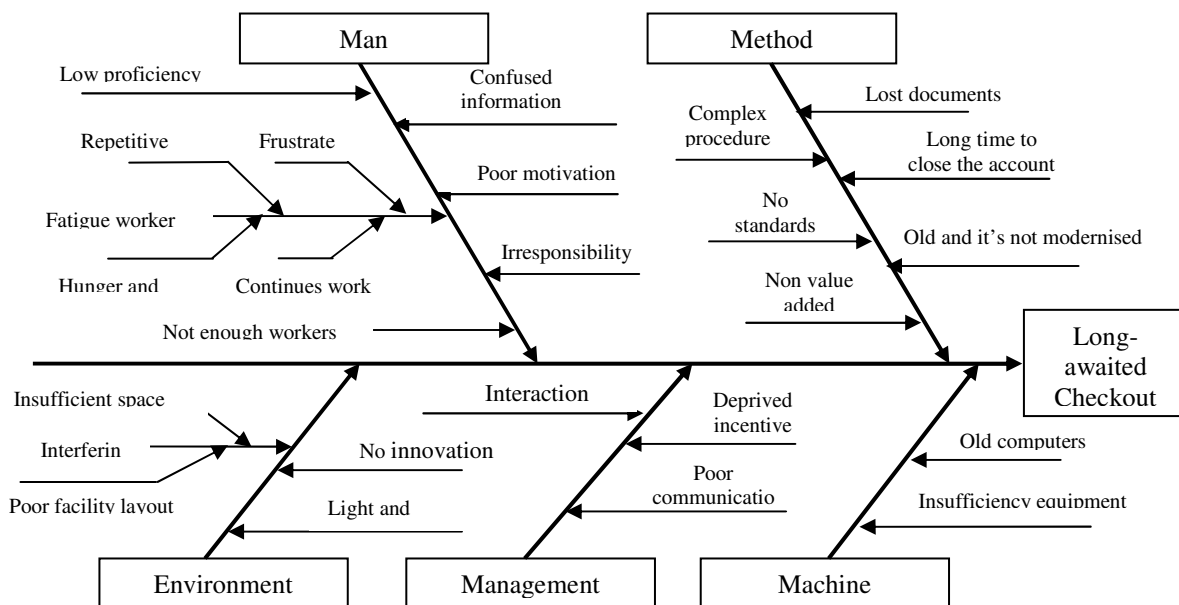 Man
Method
Low proficiency
Confused
information
Lost documents
Complex
procedure
Repetitive
Frustrate
Long time to
close the account
Poor motivation
Fatigue worker
No
standards
Old and it's not modernised
Irresponsibility
Hunger and
Continues work
Non value
added
Not enough workers
Long-
awaited
Checkout
Insufficient space
Interaction
Deprived
incentive
Interferin
No innovation
Old computers
Poor facility layout
Poor
communicatio
Light and
Insufficiency equipment
Environment
Management
Machine